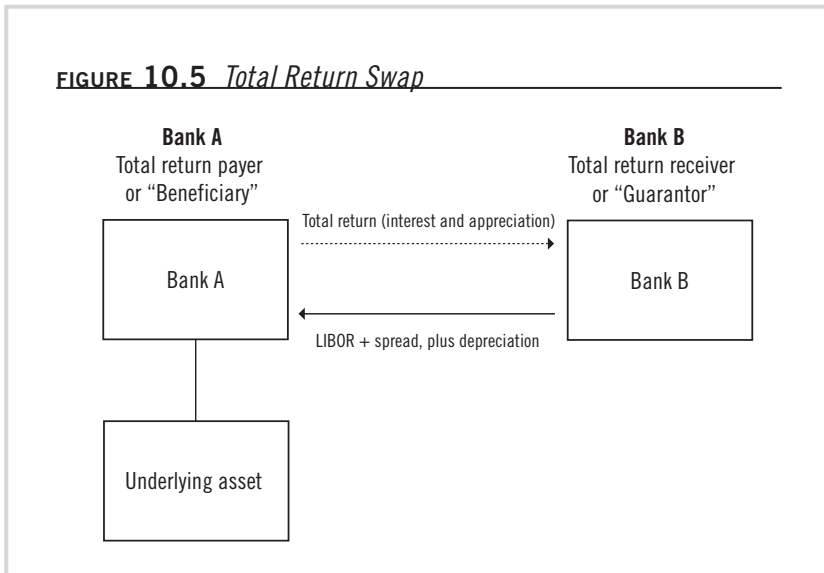 FIGURE 10.5 Total Return Swap
Bank A
Total return payer
or “Beneficiary”
Bank B
Total return receiver
or “Guarantor”
Total return (interest and appreciation)
Bank A
Bank B
LIBOR + spread, plus depreciation
Underlying asset